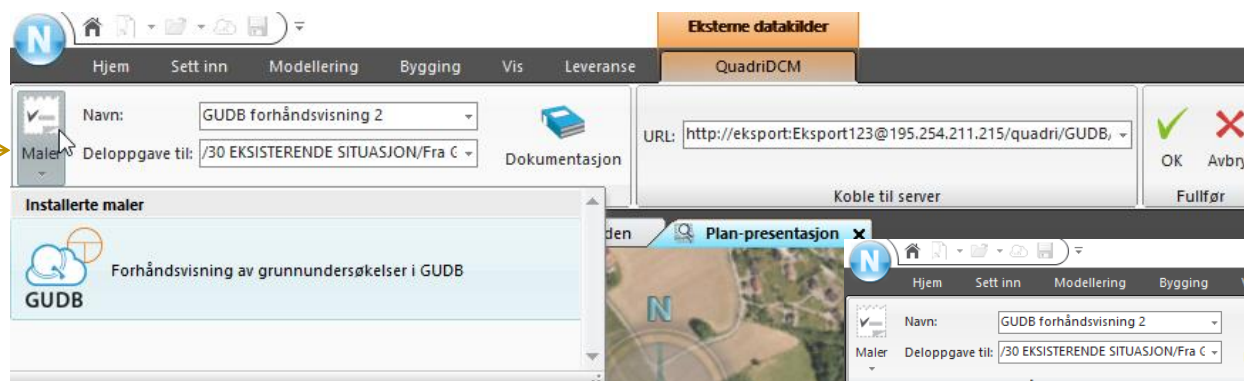 N
Eksterne datakilder
Hjem Sett inn Modellering Bygging Vis Leveranse QuadriDCM
Navn: GUDB forhåndsvisning 2
Maler Deloppgave til: /30 EKSISTERENDE SITUASJON/Fra G
Dokumentasjon
URL: http://eksport:Eksport123@195.254.211.215/quadri/GUDB/
OK Avbry
Koble til server Fullfør
Installerte maler
Forhåndsvisning av grunnundersøkelser i GUDB
GUDB
den Plan-presentasjon
N
N
Hjem Sett inn Modellering Bygging
Navn: GUDB forhåndsvisning 2
Maler Deloppgave til: /30 EKSISTERENDE SITUASJON/Fra G